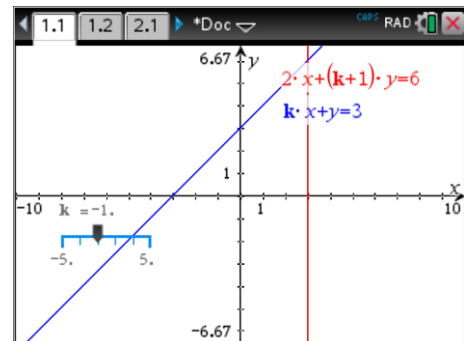 1.1 1.2 2.1 *Doc CAPS RAD
6.67 y
2· x+(k+1)· y=6
k· x+y=3
1
x
-10 1 10
k =-1.
-5. 5.
-6.67